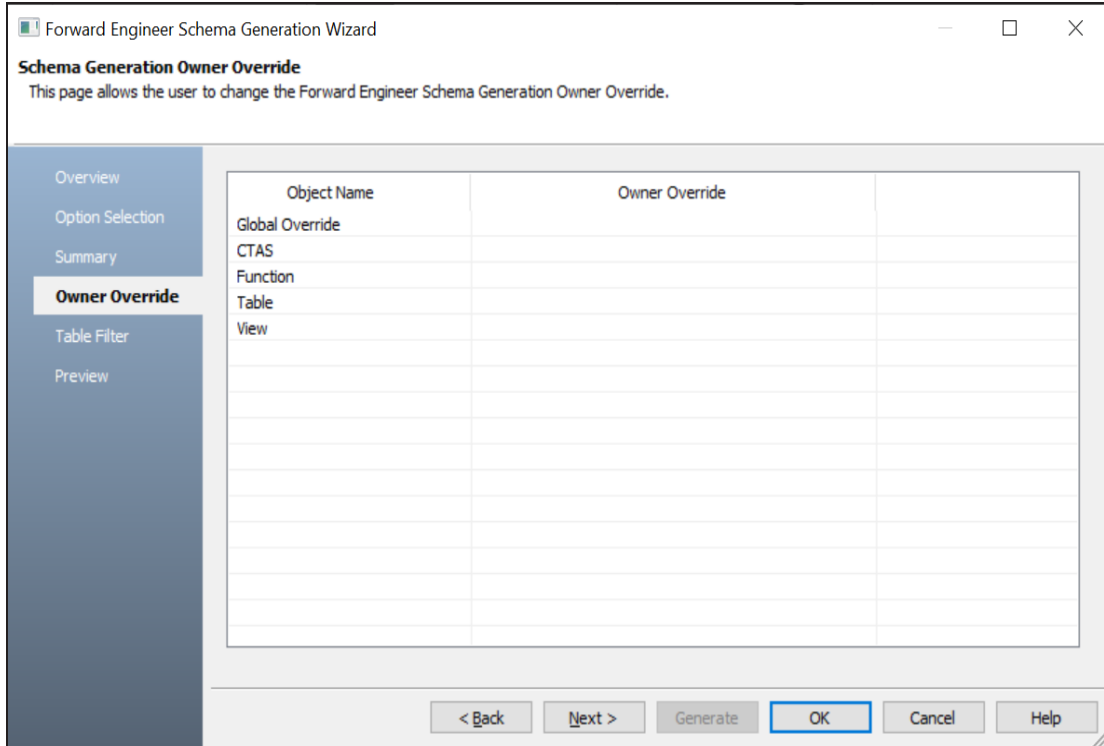 Forward Engineer Schema Generation Wizard
Schema Generation Owner Override
This page allows the user to change the Forward Engineer Schema Generation Owner Override.
Overview
Option Selection
Summary
Owner Override
Table Filter
Preview
Object Name Owner Override
Global Override
CTAS
Function
Table
View
< Back Next > Generate OK Cancel Help